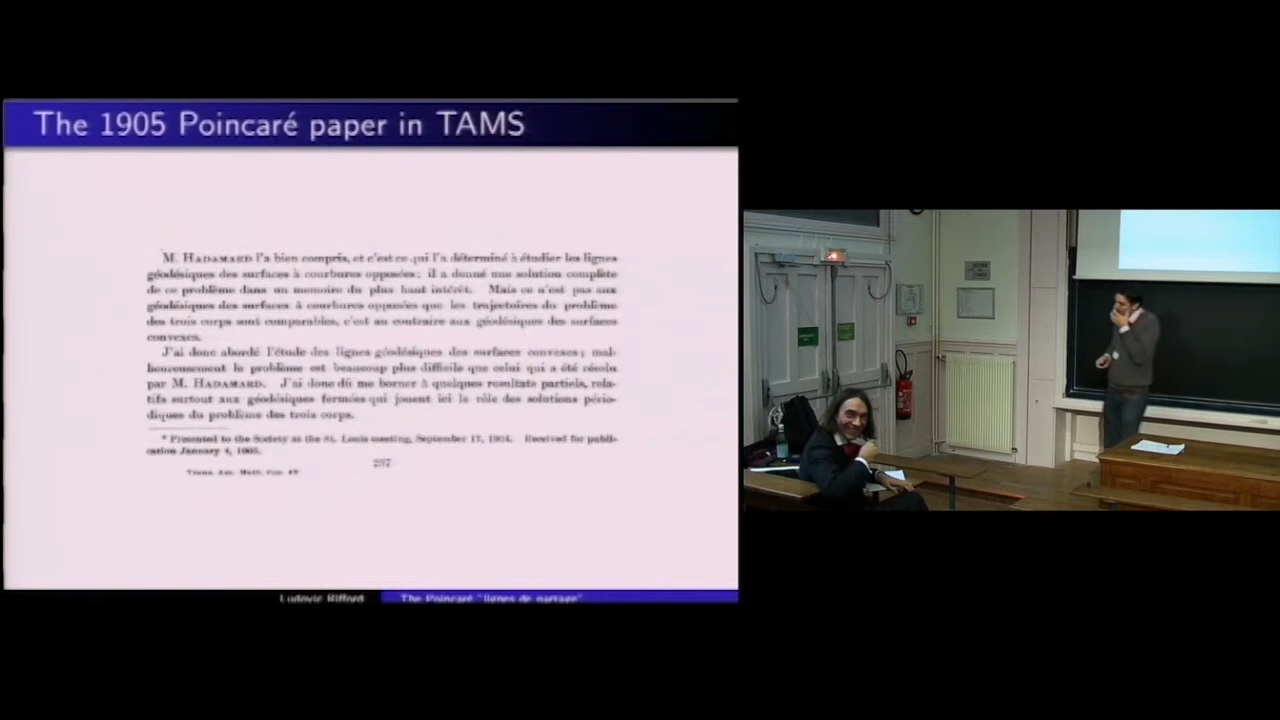 The 1905 Poincaré paper in TAMS
M. HADAMARD l'a bien compris, et c'est ce qui l'a déterminé à étudier les lignes
géodésiques des surfaces à courbures opposées; il a donné une solution complète
de ce problème dans un memoire du plus haut intérêt. Mais ce n'est pas aux
géodésiques des surfaces à courbures opposées que les trajectoires du problème
des trois corps sont comparables, c'est au contraire aux géodésiques des surfaces
convexes.
J'ai donc abordé l'étude des lignes géodésiques des surfaces convexes; mal-
heureusement le problème est beaucoup plus difficile que celui qui a été résolu
par M. HADAMARD. J'ai donc dû me borner à quelques resultats partiels, rela-
tifs surtout aux géodésiques fermées qui jouent ici le rôle des solutions pério-
diques du problème des trois corps.
* Presented to the Society at the St. Louis meeting, September 17, 1904. Received for publi-
cation January 4, 1905.
237
Trans. Am. Math. Soc. 17
Ludovic Rifford The Poincaré "lignes de partage"